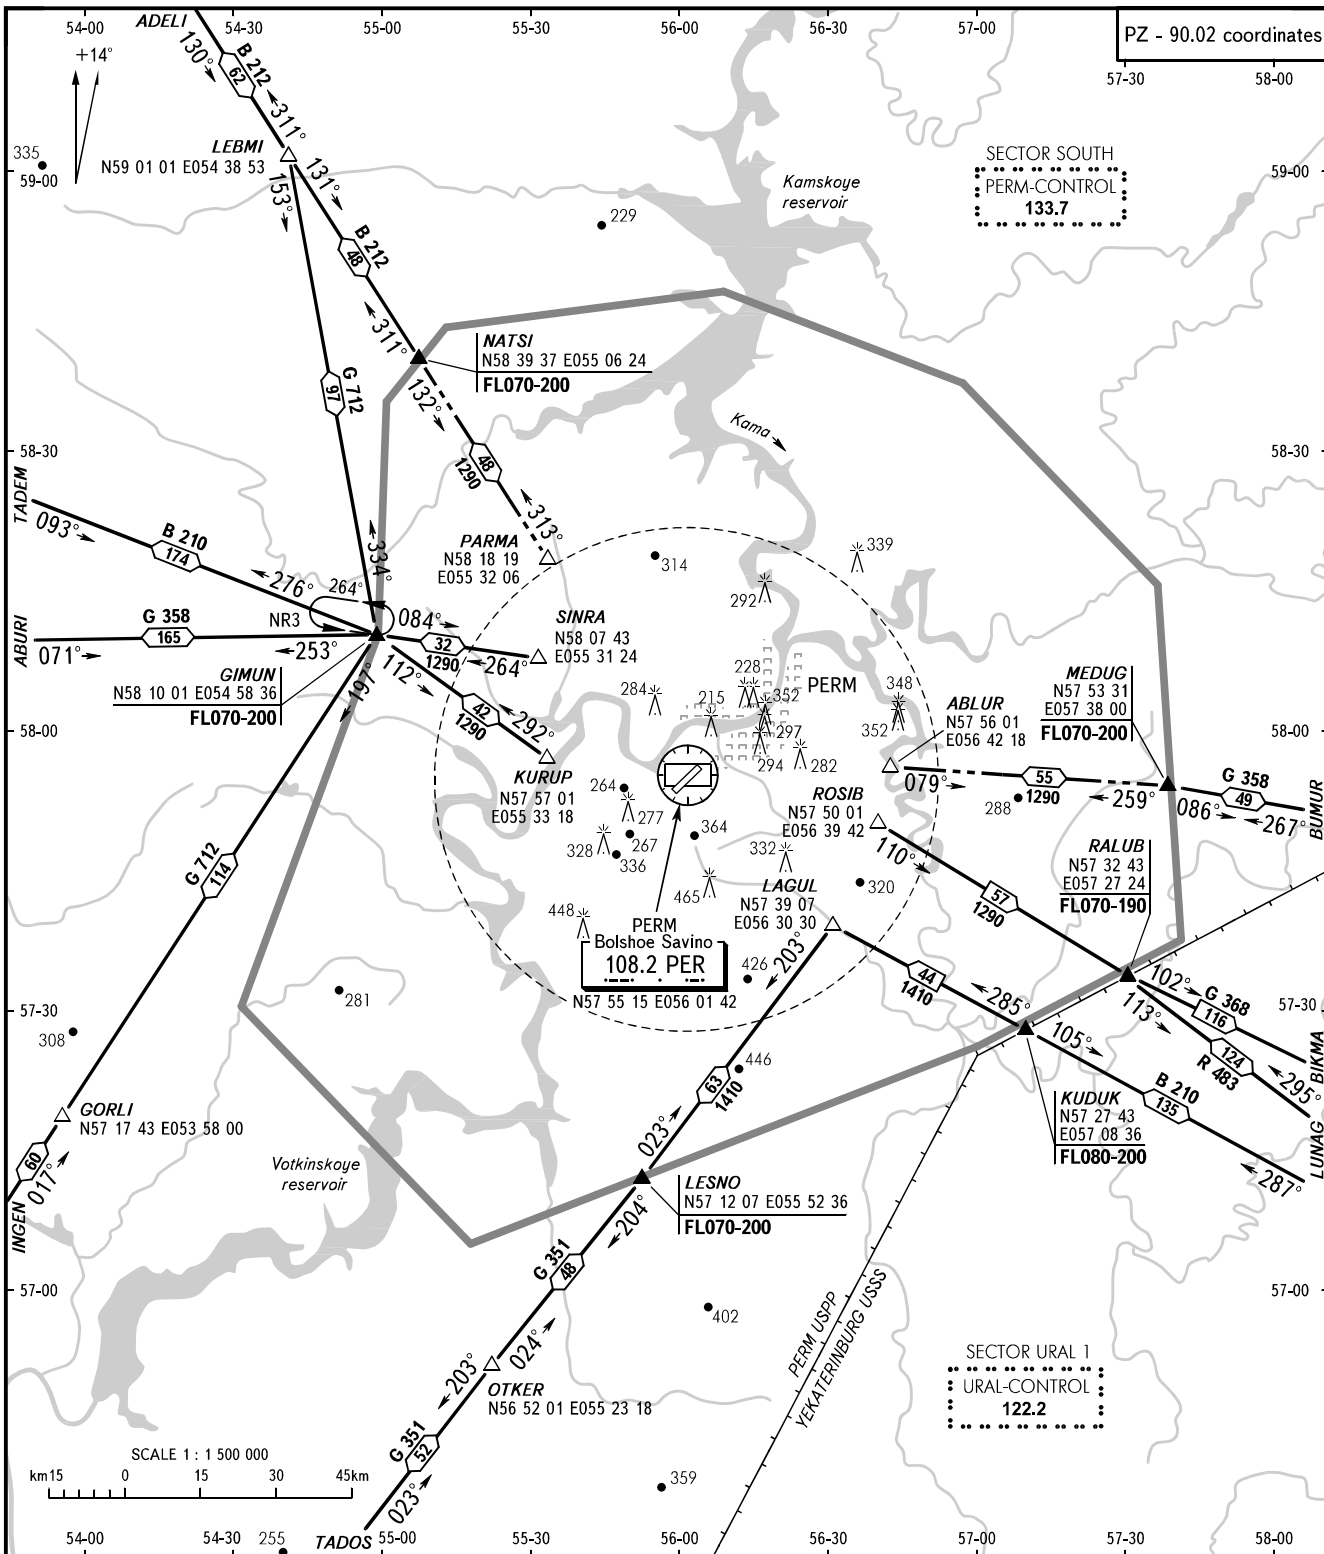 54-00
ADELI
54-30
55-00
55-30
56-00
56-30
57-00
PZ - 90.02 coordinates
57-30
58-00
+14°
130°
B 212
62
311°
LEBMI
N59 01 01 E054 38 53
335
59-00
153°
131°
B 212
48
311°
229
Kamskoye
reservoir
SECTOR SOUTH
PERM-CONTROL
133.7
59-00
NATSI
N58 39 37 E055 06 24
FL070-200
G 712
97
132°
48
1290
313°
Kama
58-30
58-30
TADEM
093°
B 210
174
276°
334°
264°
NR3
PARMA
N58 18 19
E055 32 06
314
339
292
084°
32
1290
264°
SINRA
N58 07 43
E055 31 24
ABURI
071°
G 358
165
253°
GIMUN
N58 10 01 E054 58 36
FL070-200
197°
112°
42
1290
292°
KURUP
N57 57 01
E055 33 18
284
228
215
352
297
294
282
PERM
348
352
ABLUR
N57 56 01
E056 42 18
MEDUG
N57 53 31
E057 38 00
FL070-200
58-00
58-00
079°
55
1290
288
259°
086°
G 358
49
267°
BUMUR
264
277
267
328
336
364
ROSIB
N57 50 01
E056 39 42
110°
57
1290
332
320
465
448
RALUB
N57 32 43
E057 27 24
FL070-190
G 712
114
LAGUL
N57 39 07
E056 30 30
203°
PERM
Bolshoe Savino
108.2 PER
N57 55 15 E056 01 42
426
44
1410
285°
105°
102°
G 368
116
113°
124
R 483
295°
BIKMA
LUNAG
57-30
57-30
281
308
446
63
1410
023°
KUDUK
N57 27 43
E057 08 36
FL080-200
B 210
135
287°
GORLI
N57 17 43 E053 58 00
60
017°
INGEN
Votkinskoye
reservoir
LESNO
N57 12 07 E055 52 36
FL070-200
204°
G 351
48
024°
57-00
57-00
402
PERM USPP
YEKATERINBURG USSS
SECTOR URAL 1
URAL-CONTROL
122.2
203°
OTKER
N56 52 01 E055 23 18
G 351
52
023°
TADOS
359
SCALE 1 : 1 500 000
km15
0
15
30
45km
54-00
54-30
255
55-00
55-30
56-00
56-30
57-00
57-30
58-00